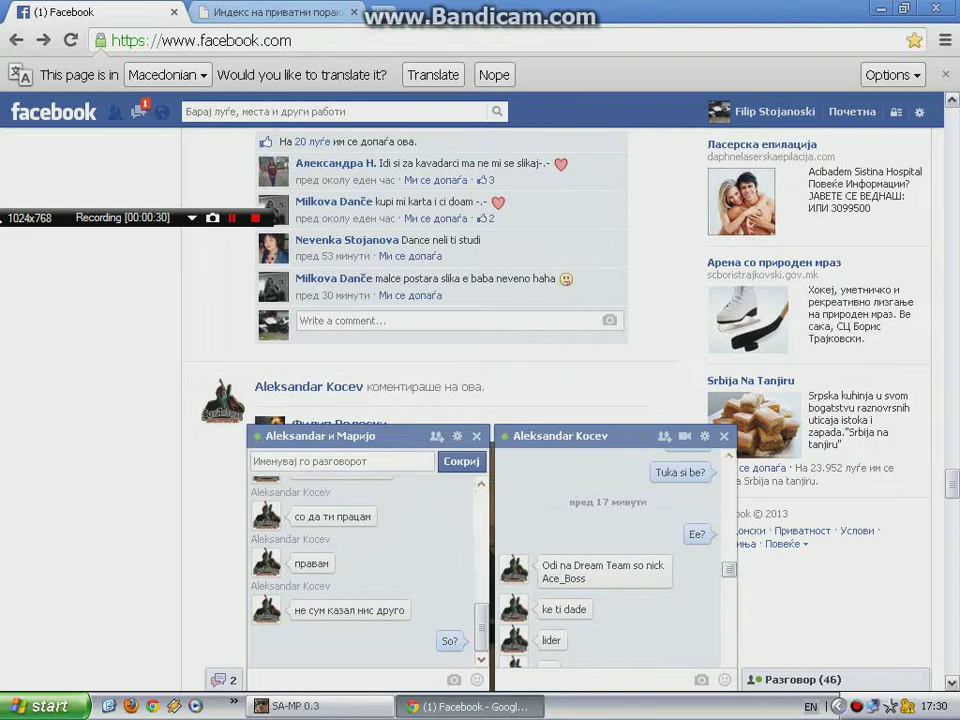 (1) Facebook
Индекс на приватни порак
www.Bandicam.com
https://www.facebook.com
This page is in Macedonian Would you like to translate it? Translate Nope Options
facebook
1
Барај луѓе, места и други работи
Filip Stojanoski Почетна
На 20 луѓе им се допаѓа ова.
Александра Н. Idi si za kavadarci ma ne mi se slikaj-.-
пред околу еден час · Ми се допаѓа · 3
Milkova Danče kupi mi karta i ci doam -.-
пред околу еден час · Ми се допаѓа · 2
Nevenka Stojanova Dance neli ti studi
пред 53 минути · Ми се допаѓа
Milkova Danče malce postara slika e baba neveno haha
пред 30 минути · Ми се допаѓа
Write a comment...
1024x768 Recording [00:00:30]
Aleksandar Kocev коментираше на ова.
Aleksandar и Маријо
Именувај го разговорот
Сокриј
Aleksandar Kocev
со да ти працам
Aleksandar Kocev
правам
Aleksandar Kocev
не сум казал нис друго
So?
Aleksandar Kocev
Tuka si be?
пред 17 минути
Ее?
Odi na Dream Team so nick
Ace_Boss
ke ti dade
lider
Ласерска епилација
daphnelaserskaepilacija.com
Acibadem Sistina Hospital
Повеќе Информации?
ЈАВЕТЕ СЕ ВЕДНАШ:
ИЛИ 3099500
Арена со природен мраз
scboristrajkovski.gov.mk
Хокеј, уметничко и
рекреативно лизгање
на природен мраз. Ве
сака, СЦ Борис
Трајковски.
Srbija Na Tanjiru
Srpska kuhinja u svom
bogatstvu raznovrsnih
uticaja istoka i
zapada."Srbija na
tanjiru"
се допаѓа · На 23.952 луѓе им се
а Srbija na tanjiru.
ook © 2013
донски · Приватност · Услови ·
иња · Повеќе
2
Разговор (46)
start
SA-MP 0.3
(1) Facebook - Googl...
EN
17:30